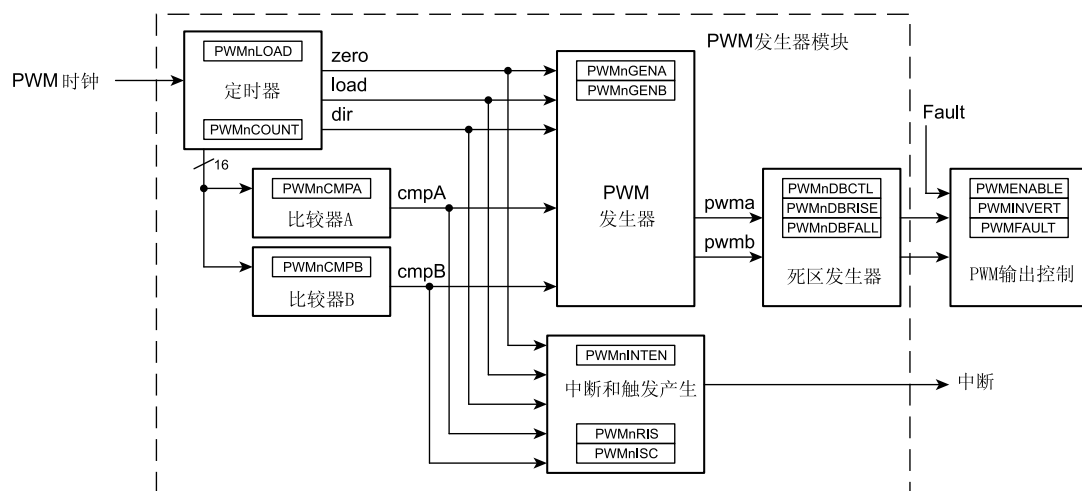 PWM发生器模块
PWM 时钟
PWMnLOAD
定时器
PWMnCOUNT
zero
load
dir
16
PWMnCMPA
比较器A
cmpA
PWMnCMPB
比较器B
cmpB
PWMnGENA
PWMnGENB
PWM
发生器
pwma
pwmb
PWMnDBCTL
PWMnDBRISE
PWMnDBFALL
死区发生器
Fault
PWMENABLE
PWMINVERT
PWMFAULT
PWM输出控制
PWMnINTEN
中断和触发产生
PWMnRIS
PWMnISC
中断